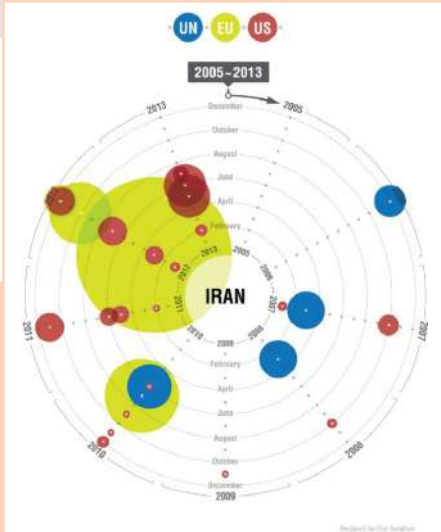 UN EU US
2005~2013
2013
2005
December
October
August
June
April
February
2005
2006
2007
2008
2009
2010
2011
2012
2013
IRAN
February
April
June
August
October
December
2011
2007
2010
2008
2009